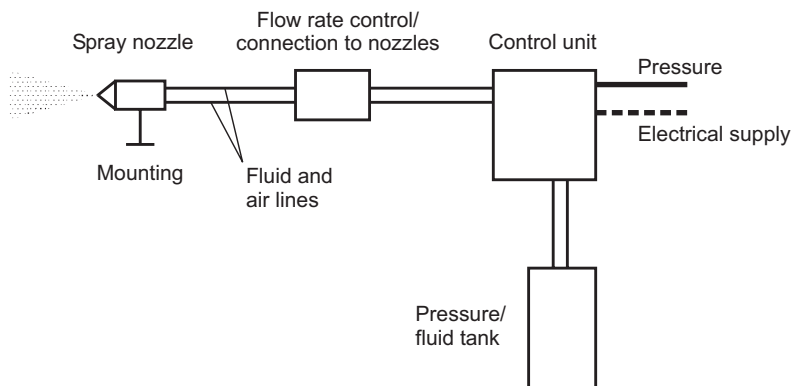 Flow rate control/
connection to nozzles
Spray nozzle
Control unit
Pressure
Electrical supply
Mounting
Fluid and
air lines
Pressure/
fluid tank